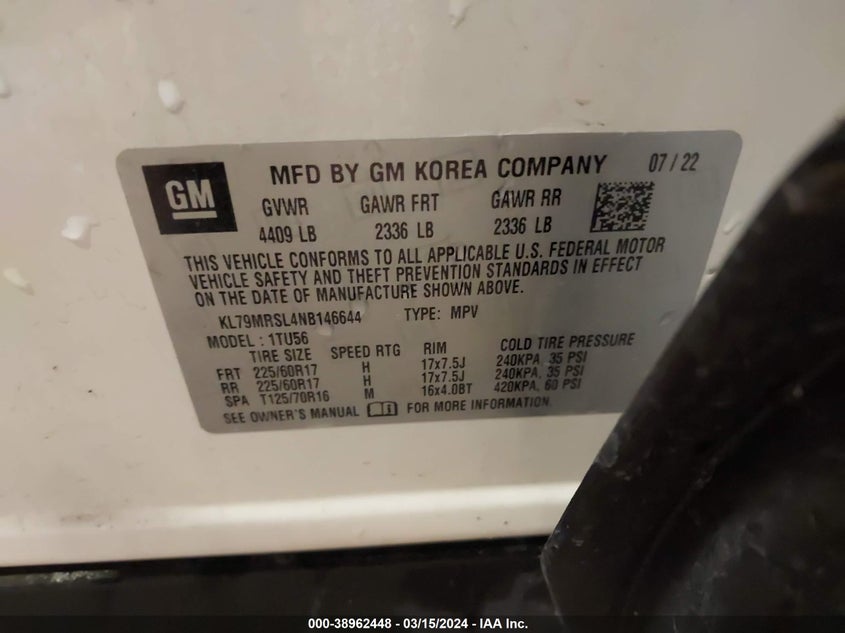 GM
MFD BY GM KOREA COMPANY 07 / 22
GVWR GAWR FRT GAWR RR
4409 LB 2336 LB 2336 LB
THIS VEHICLE CONFORMS TO ALL APPLICABLE U.S. FEDERAL MOTOR
VEHICLE SAFETY AND THEFT PREVENTION STANDARDS IN EFFECT
ON THE DATE OF MANUFACTURE SHOWN ABOVE.
KL79MRSL4NB146644 TYPE: MPV
MODEL : 1TU56
TIRE SIZE SPEED RTG RIM COLD TIRE PRESSURE
FRT 225/60R17 H 17x7.5J 240KPA, 35 PSI
RR 225/60R17 H 17x7.5J 240KPA, 35 PSI
SPA T125/70R16 M 16x4.0BT 420KPA, 60 PSI
SEE OWNER'S MANUAL FOR MORE INFORMATION.
000-38962448 - 03/15/2024 - IAA Inc.